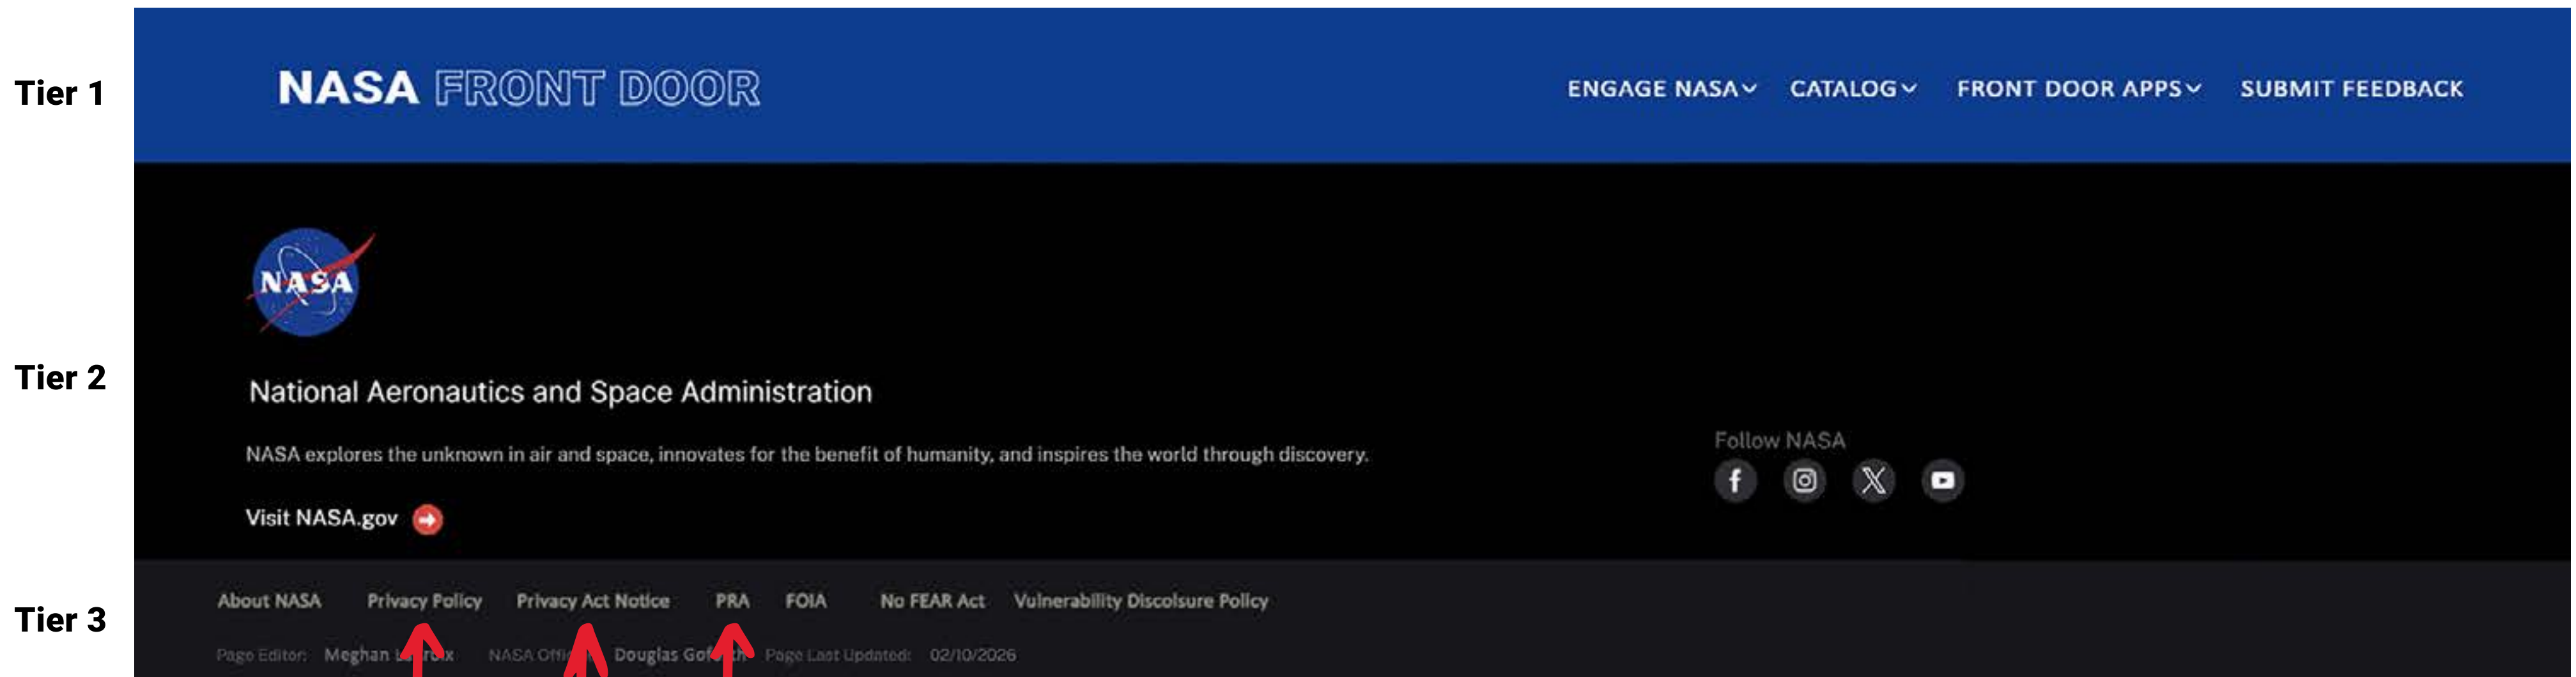 Tier 1
NASA FRONT DOOR
ENGAGE NASA CATALOG FRONT DOOR APPS SUBMIT FEEDBACK
NASA
Tier 2
National Aeronautics and Space Administration
NASA explores the unknown in air and space, innovates for the benefit of humanity, and inspires the world through discovery.
Visit NASA.gov
Follow NASA
Tier 3
About NASA Privacy Policy Privacy Act Notice PRA FOIA No FEAR Act Vulnerability Discolsure Policy
Page Editor: Meghan NASA Douglas Page Last Updated: 02/10/2026